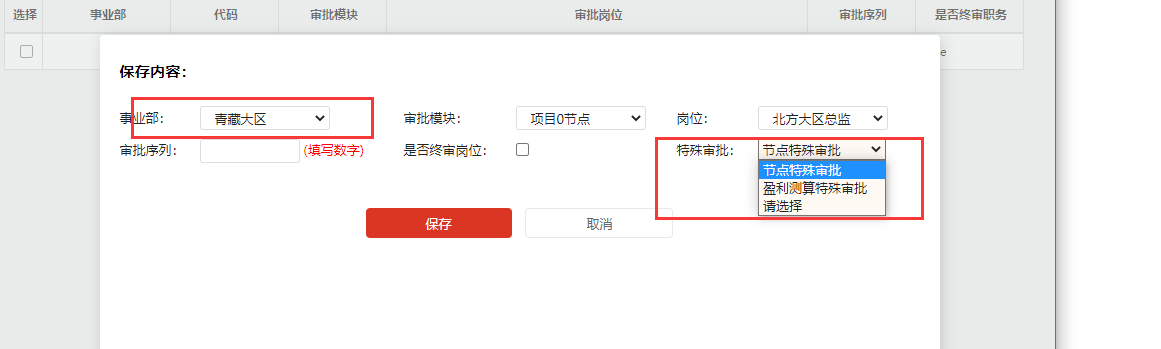 选择 事业部 代码 审批模块 审批岗位 审批序列 是否终审职务
e
保存内容：
事业部： 青藏大区 审批模块： 项目0节点 岗位： 北方大区总监
审批序列： (填写数字) 是否终审岗位： 特殊审批： 节点特殊审批
节点特殊审批
盈利测算特殊审批
请选择
保存 取消